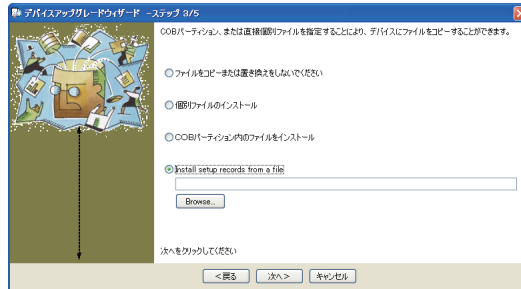 デバイスアップグレードウィザード －ステップ 3/5
COBパーティション、または直接個別ファイルを指定することにより、デバイスにファイルをコピーすることができます。
ファイルをコピーまたは置き換えをしないでください
個別ファイルのインストール
COBパーティション内のファイルをインストール
Install setup records from a file
Browse...
次へをクリックしてください
<戻る 次へ> キャンセル